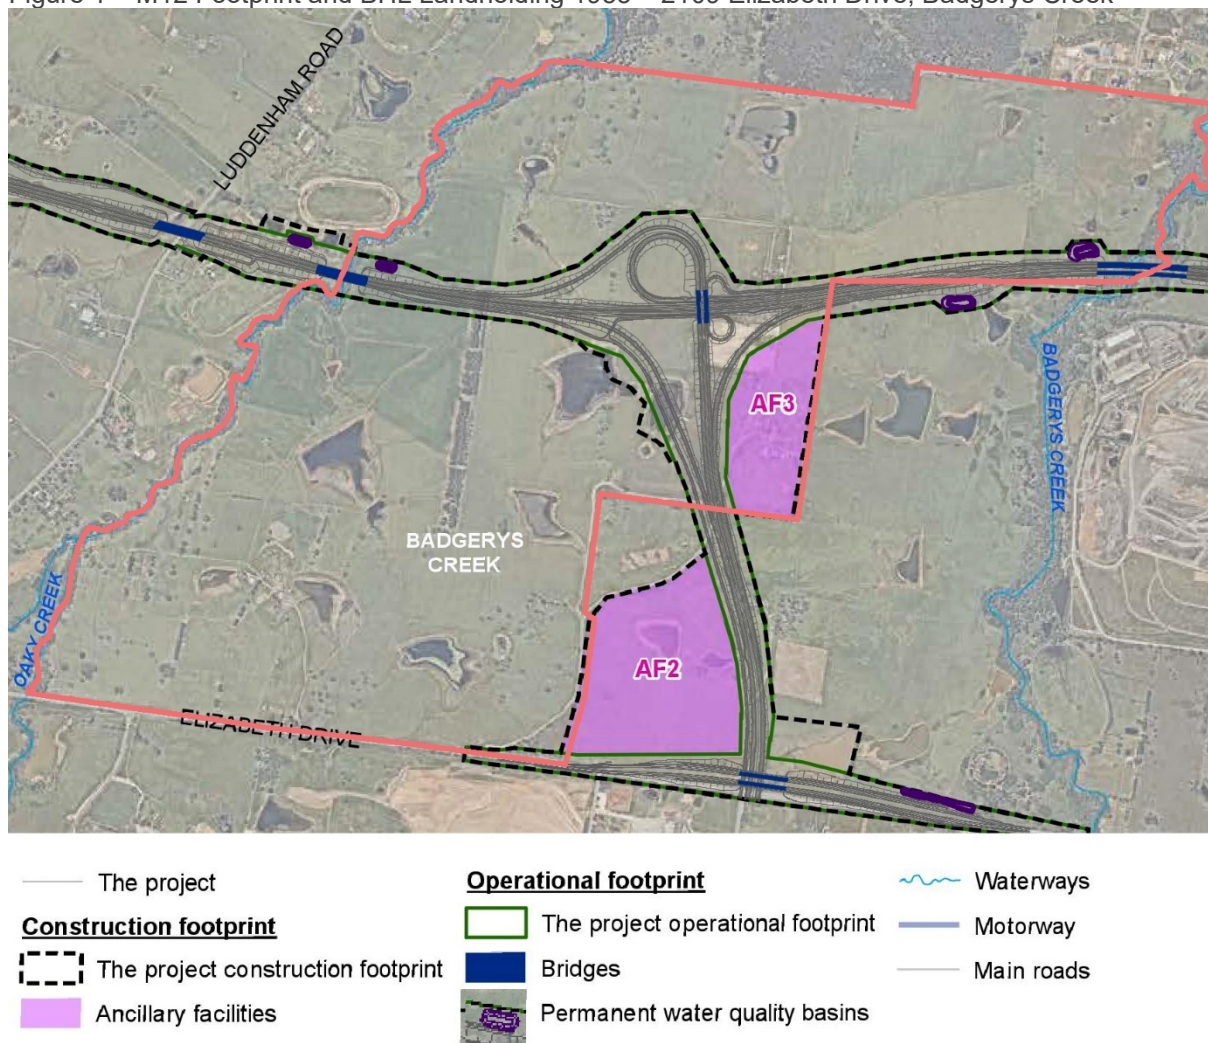 LUDDENHAM ROAD
AF3
BADGERYS CREEK
BADGERYS
CREEK
OAKY CREEK
AF2
ELIZABETH DRIVE
The project
Construction footprint
The project construction footprint
Ancillary facilities
Operational footprint
The project operational footprint
Bridges
Permanent water quality basins
Waterways
Motorway
Main roads